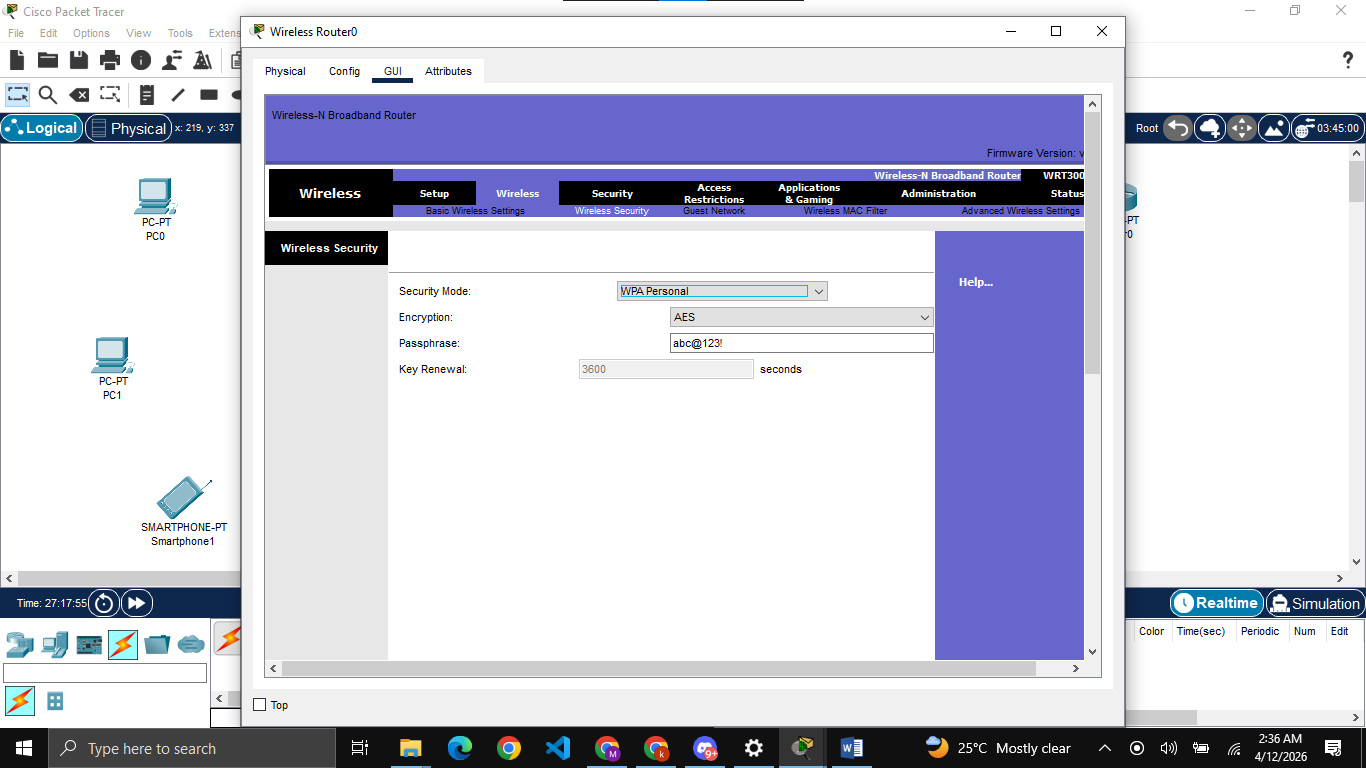 Cisco Packet Tracer
File Edit Options View Tools Extens
Logical Physical x: 219, y: 337
Root 03:45:00
PC-PT
PC0
PC-PT
PC1
SMARTPHONE-PT
Smartphone1
-PT
r0
Wireless Router0
Physical Config GUI Attributes
Wireless-N Broadband Router
Firmware Version: v
Wireless-N Broadband Router WRT300
Wireless
Setup Wireless Security Access Restrictions Applications & Gaming Administration Status
Basic Wireless Settings Wireless Security Guest Network Wireless MAC Filter Advanced Wireless Settings
Wireless Security
Help...
Security Mode: WPA Personal
Encryption: AES
Passphrase: abc@123!
Key Renewal: 3600 seconds
Top
Time: 27:17:55
Realtime Simulation
Color Time(sec) Periodic Num Edit
Type here to search
M
k
9+
25°C Mostly clear
2:36 AM
4/12/2026